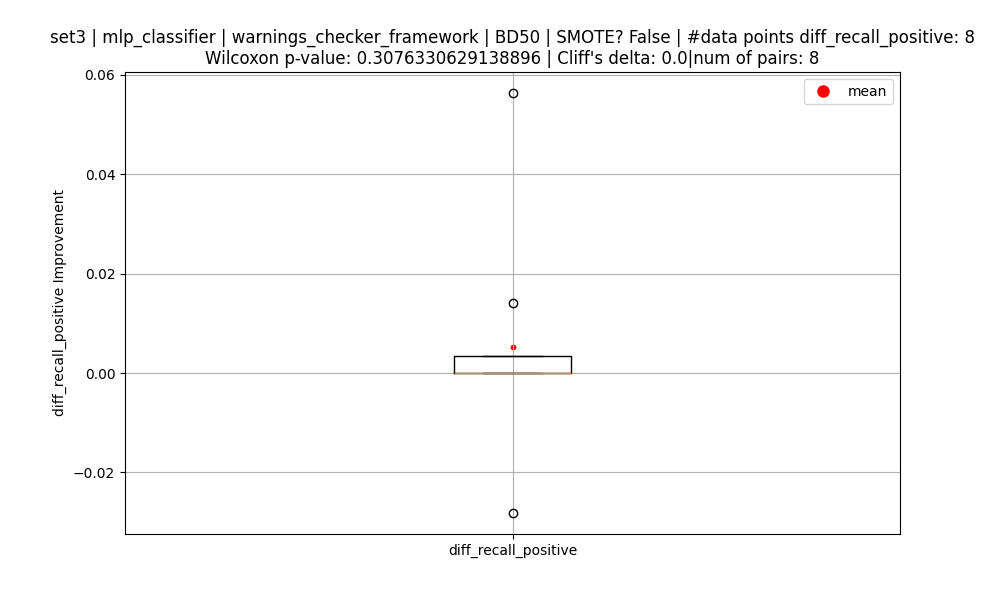 set3 | mlp_classifier | warnings_checker_framework | BD50 | SMOTE? False | #data points diff_recall_positive: 8
Wilcoxon p-value: 0.3076330629138896 | Cliff's delta: 0.0|num of pairs: 8
mean
0.06
0.04
0.02
0.00
−0.02
diff_recall_positive Improvement
diff_recall_positive